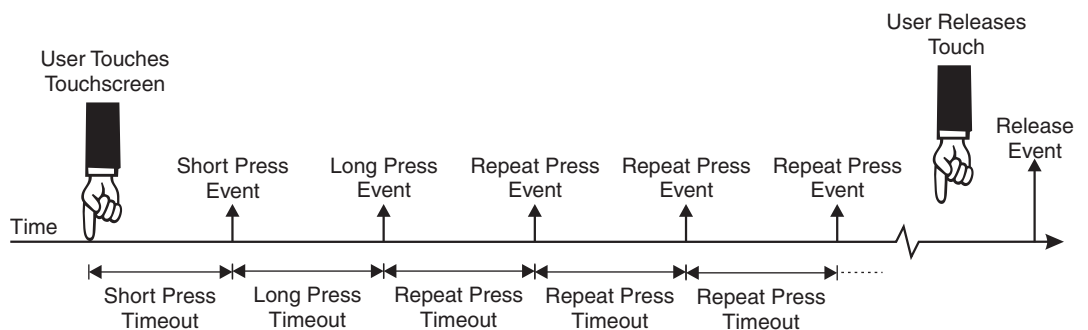 User Touches
Touchscreen
User Releases
Touch
Release
Event
Short Press
Event
Long Press
Event
Repeat Press
Event
Repeat Press
Event
Repeat Press
Event
Time
Short Press
Timeout
Long Press
Timeout
Repeat Press
Timeout
Repeat Press
Timeout
Repeat Press
Timeout